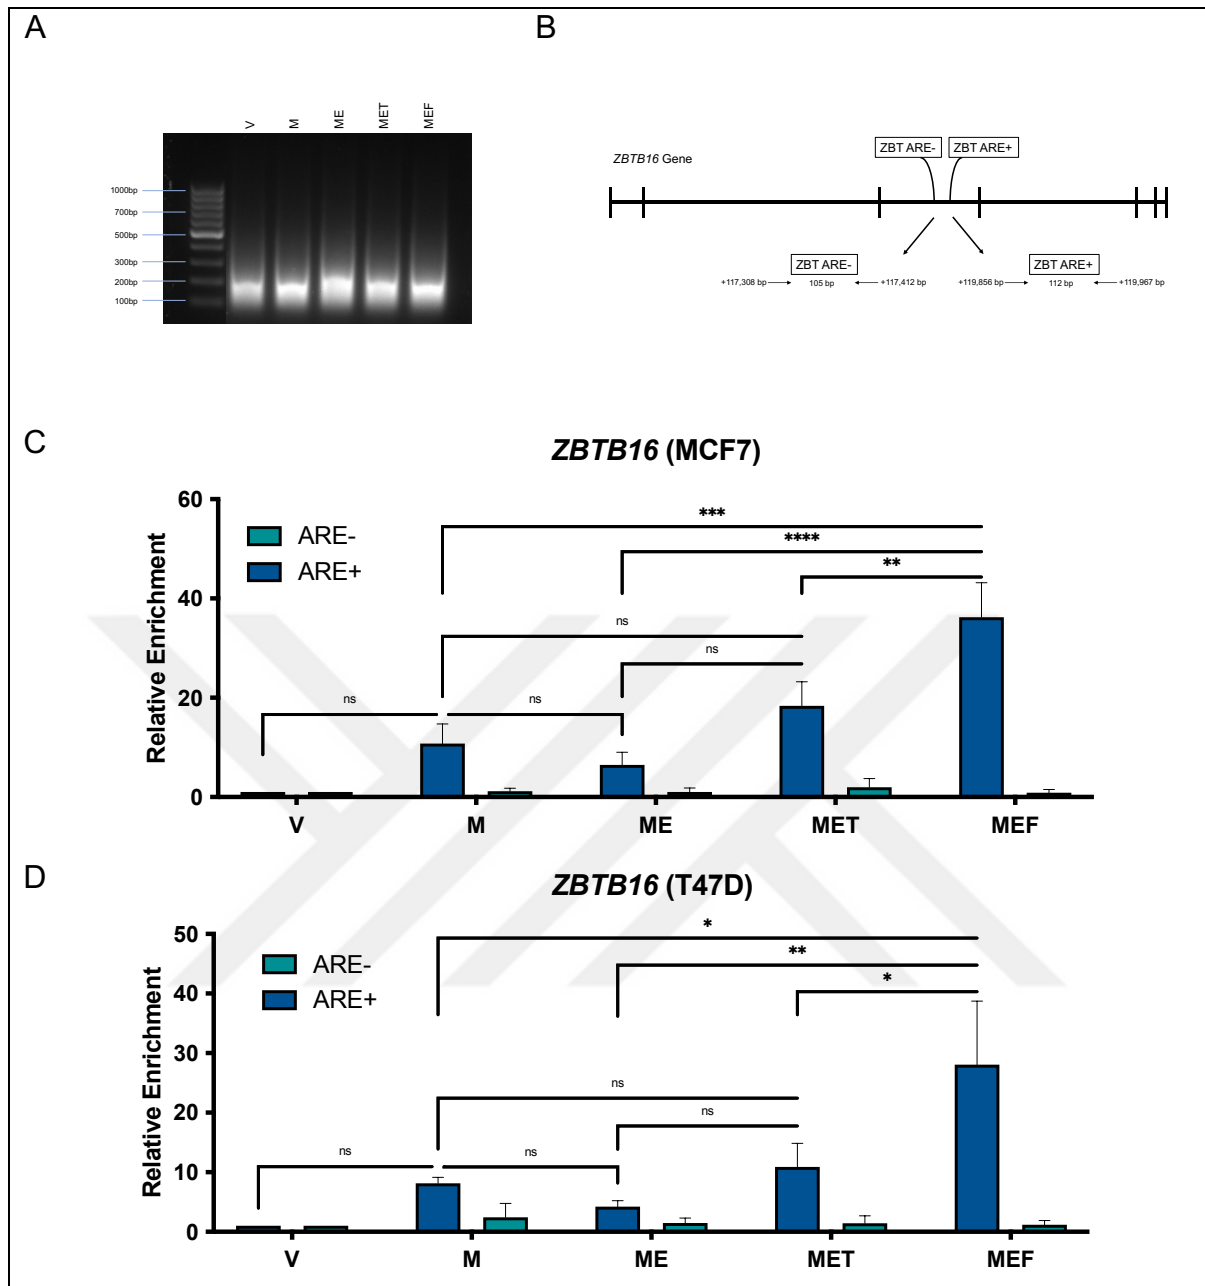 A
V M ME MET MEF
1000bp
700bp
500bp
300bp
200bp
100bp
B
ZBTB16 Gene
ZBT ARE- ZBT ARE+
ZBT ARE- ZBT ARE+
+117,308 bp 105 bp +117,412 bp +119,856 bp 112 bp +119,967 bp
C
ZBTB16 (MCF7)
Relative Enrichment
60
40
20
0
ARE-
ARE+
***
****
**
ns
ns
ns
ns
V M ME MET MEF
D
ZBTB16 (T47D)
Relative Enrichment
50
40
30
20
10
0
ARE-
ARE+
*
**
*
ns
ns
ns
ns
V M ME MET MEF